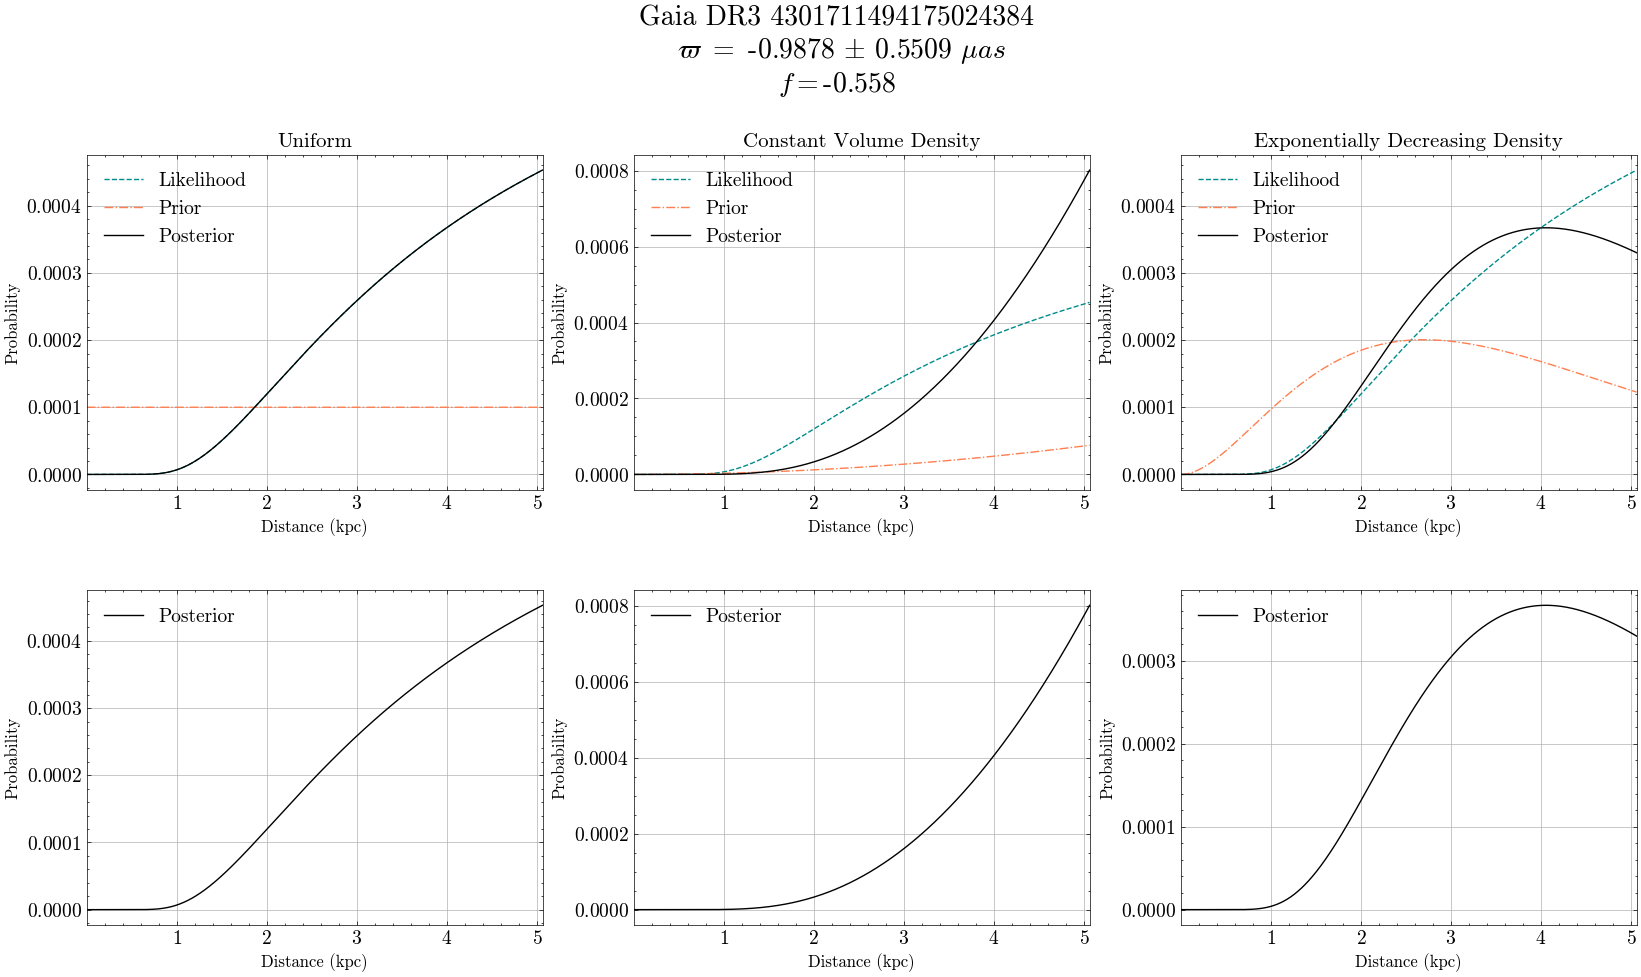 Gaia DR3 4301711494175024384
ϖ = -0.9878 ± 0.5509 μas
f = -0.558
Uniform
Likelihood
Prior
Posterior
0.0004
0.0003
0.0002
0.0001
0.0000
Probability
1 2 3 4 5
Distance (kpc)
Constant Volume Density
Likelihood
Prior
Posterior
0.0008
0.0006
0.0004
0.0002
0.0000
Probability
1 2 3 4 5
Distance (kpc)
Exponentially Decreasing Density
Likelihood
Prior
Posterior
0.0004
0.0003
0.0002
0.0001
0.0000
Probability
1 2 3 4 5
Distance (kpc)
Posterior
0.0004
0.0003
0.0002
0.0001
0.0000
Probability
1 2 3 4 5
Distance (kpc)
Posterior
0.0008
0.0006
0.0004
0.0002
0.0000
Probability
1 2 3 4 5
Distance (kpc)
Posterior
0.0003
0.0002
0.0001
0.0000
Probability
1 2 3 4 5
Distance (kpc)